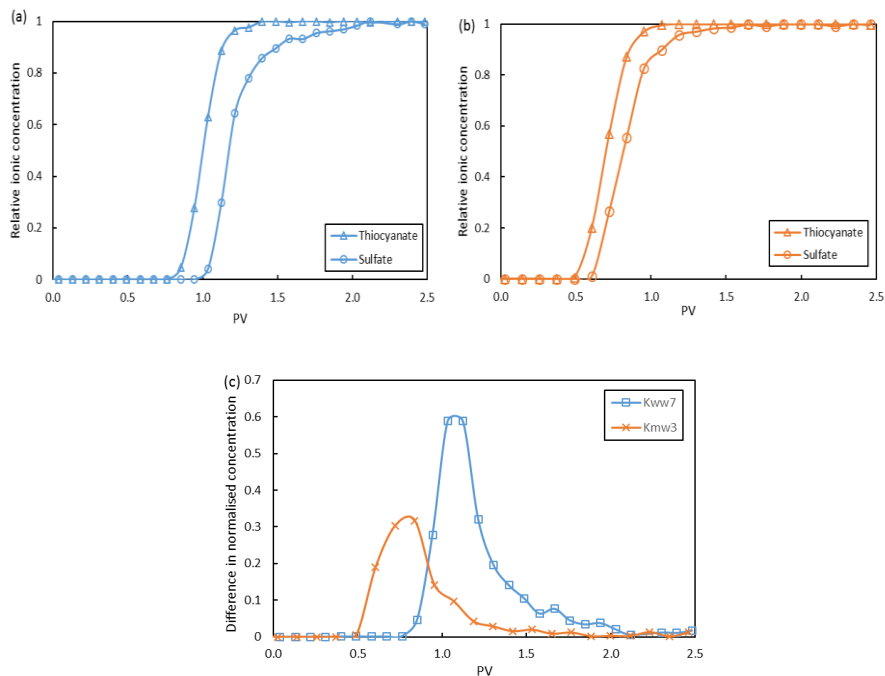 (a)
Relative ionic concentration
1
0.8
0.6
0.4
0.2
0
0.0 0.5 1.0 1.5 2.0 2.5
PV
Thiocyanate
Sulfate
(b)
Relative ionic concentration
1
0.8
0.6
0.4
0.2
0
0.0 0.5 1.0 1.5 2.0 2.5
PV
Thiocyanate
Sulfate
(c)
Difference in normalised concentration
0.7
0.6
0.5
0.4
0.3
0.2
0.1
0
0.0 0.5 1.0 1.5 2.0 2.5
PV
Kww7
Kmw3